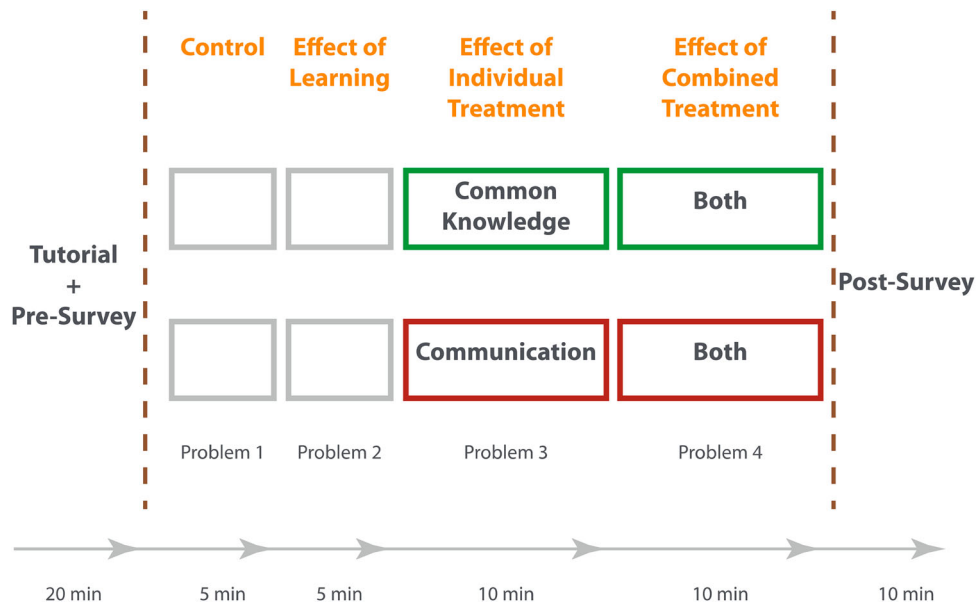 Control
Effect of
Learning
Effect of
Individual
Treatment
Effect of
Combined
Treatment
Tutorial
+
Pre-Survey
Common
Knowledge
Both
Communication
Both
Post-Survey
Problem 1
Problem 2
Problem 3
Problem 4
20 min
5 min
5 min
10 min
10 min
10 min